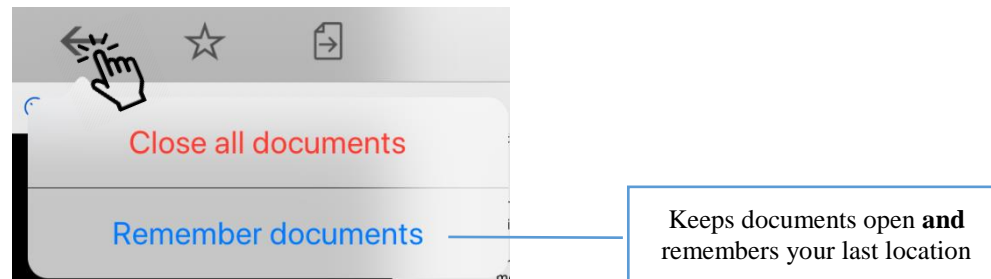 Close all documents
Remember documents
Keeps documents open and
remembers your last location